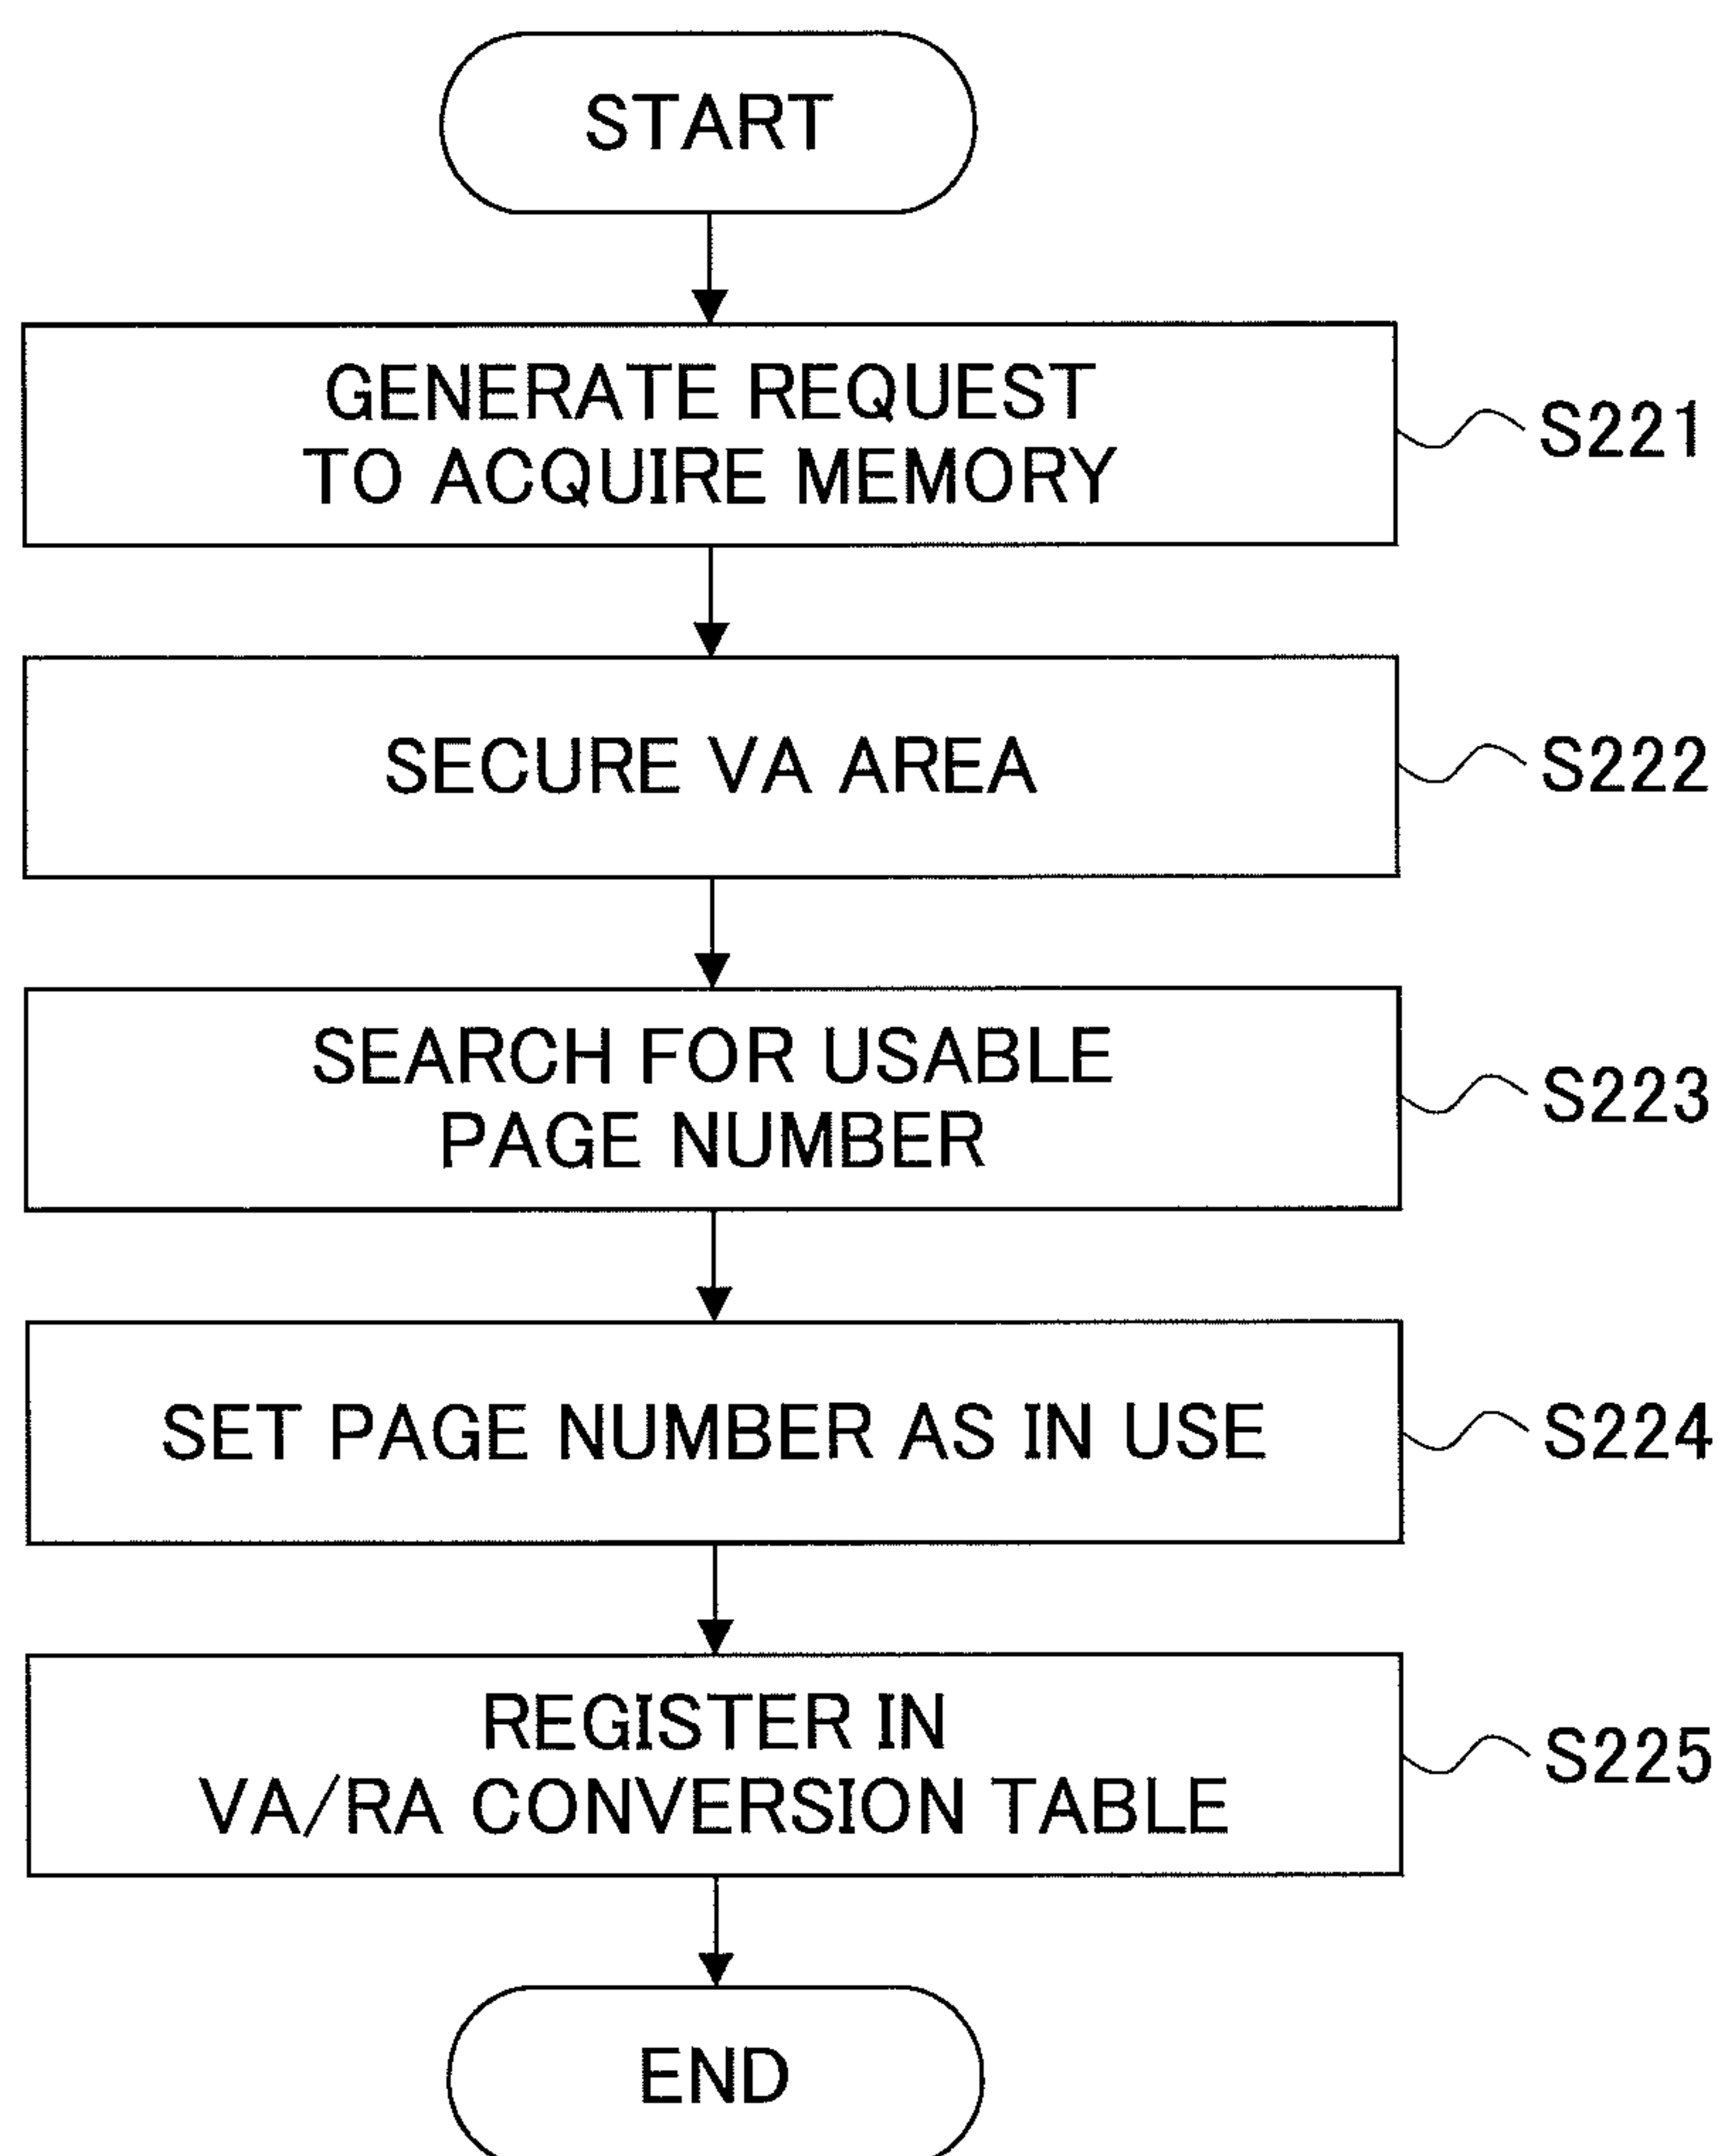 START
GENERATE REQUEST
TO ACQUIRE MEMORY
S221
SECURE VA AREA
S222
SEARCH FOR USABLE
PAGE NUMBER
S223
SET PAGE NUMBER AS IN USE
S224
REGISTER IN
VA/RA CONVERSION TABLE
S225
END